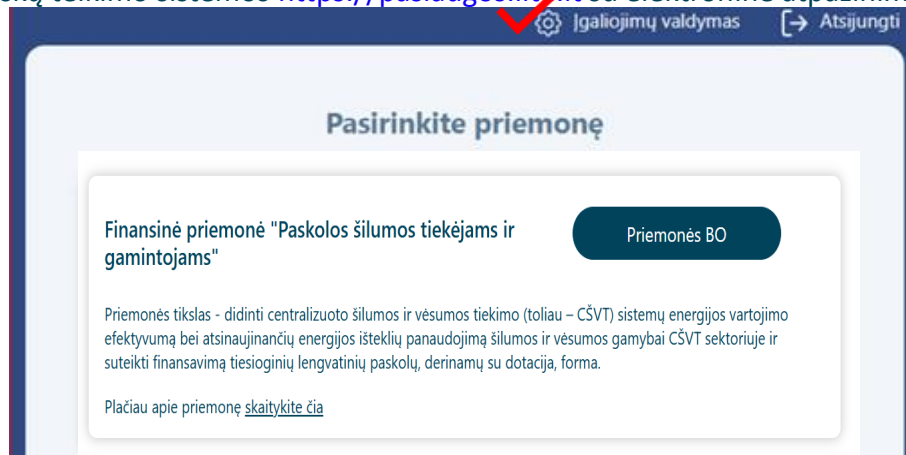 teikimo sistemos
Įgaliojimų valdymas Atsijungti
Pasirinkite priemonę
Finansinė priemonė "Paskolos šilumos tiekėjams ir
gamintojams"
Priemonės BO
Priemonės tikslas - didinti centralizuoto šilumos ir vėsumos tiekimo (toliau – CŠVT) sistemų energijos vartojimo
efektyvumą bei atsinaujinančių energijos išteklių panaudojimą šilumos ir vėsumos gamybai CŠVT sektoriuje ir
suteikti finansavimą tiesioginių lengvatinių paskolų, derinamų su dotacija, forma.
Plačiau apie priemonę skaitykite čia